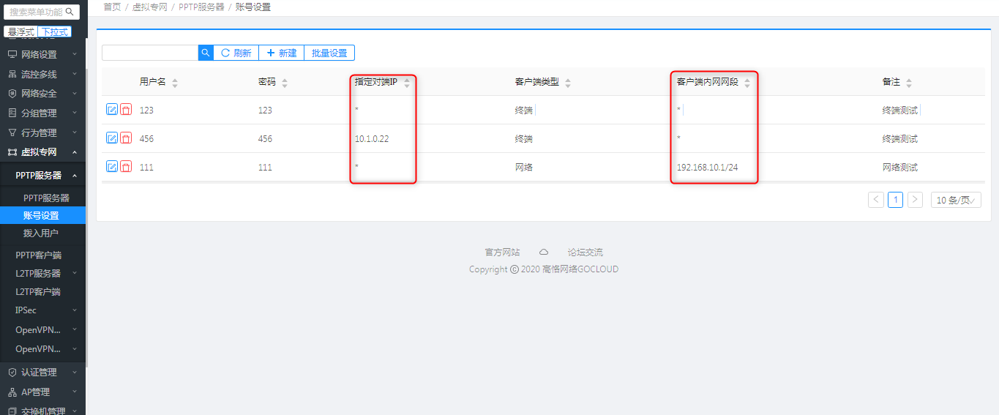 首页 / 虚拟专网 / PPTP服务器 / 账号设置
搜索菜单功能
悬浮式 下拉式
网络设置
流控多线
网络安全
分组管理
行为管理
虚拟专网
PPTP服务器
PPTP服务器
账号设置
拨入用户
PPTP客户端
L2TP服务器
L2TP客户端
IPSec
OpenVPN...
OpenVPN...
认证管理
AP管理
交换机管理
刷新 新建 批量设置
用户名 密码 指定对端IP 客户端类型 客户端内网网段 备注
123 123 * 终端 * 终端测试
456 456 10.1.0.22 终端 * 终端测试
111 111 * 网络 192.168.10.1/24 网络测试
1 10 条/页
官方网站 论坛交流
Copyright © 2020 高恪网络GOCLOUD